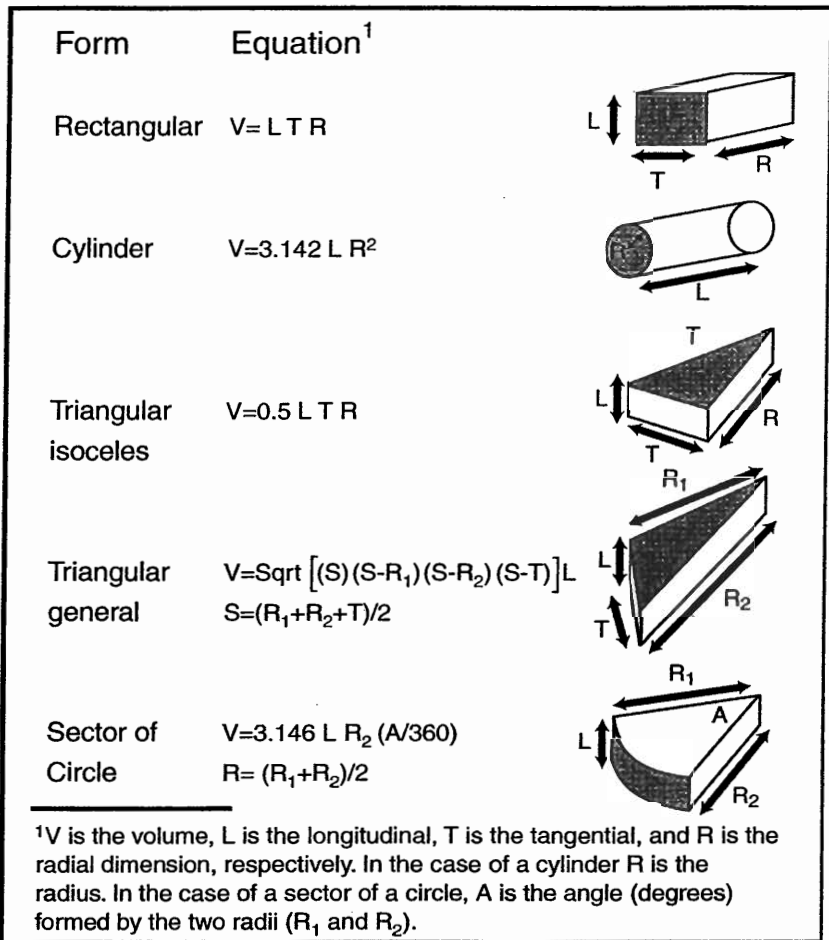 Form Equation¹
Rectangular V= L T R
L
T
R
Cylinder V=3.142 L R²
R
L
T
Triangular V=0.5 L T R
isoceles
L
T
R
R₁
Triangular V=Sqrt [(S)(S-R₁)(S-R₂)(S-T)]L
general S=(R₁+R₂+T)/2
L
R₂
T
R₁
A
Sector of V=3.146 L R₂ (A/360)
Circle R= (R₁+R₂)/2
L
R₂
¹V is the volume, L is the longitudinal, T is the tangential, and R is the
radial dimension, respectively. In the case of a cylinder R is the
radius. In the case of a sector of a circle, A is the angle (degrees)
formed by the two radii (R₁ and R₂).